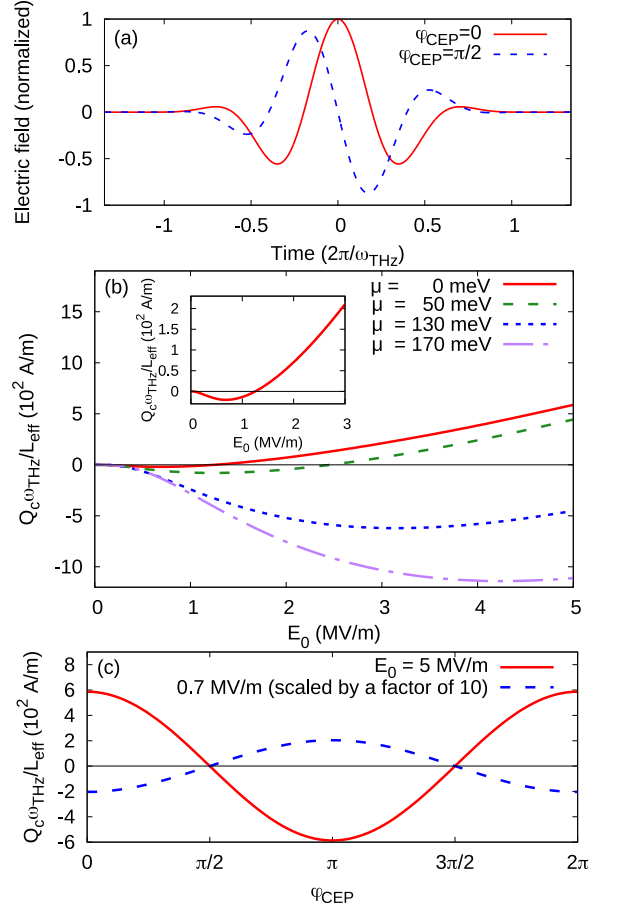 (a)
φCEP=0
φCEP=π/2
Electric field (normalized)
1
0.5
0
-0.5
-1
-1
-0.5
0
0.5
1
Time (2π/ωTHz)
(b)
μ = 0 meV
μ = 50 meV
μ = 130 meV
μ = 170 meV
QcωTHz/Leff (10² A/m)
15
10
5
0
-5
-10
0
1
2
3
4
5
E0 (MV/m)
QcωTHz/Leff (10² A/m)
2
1.5
1
0.5
0
0
1
2
3
E0 (MV/m)
(c)
E0 = 5 MV/m
0.7 MV/m (scaled by a factor of 10)
QcωTHz/Leff (10² A/m)
8
6
4
2
0
-2
-4
-6
0
π/2
π
3π/2
2π
φCEP